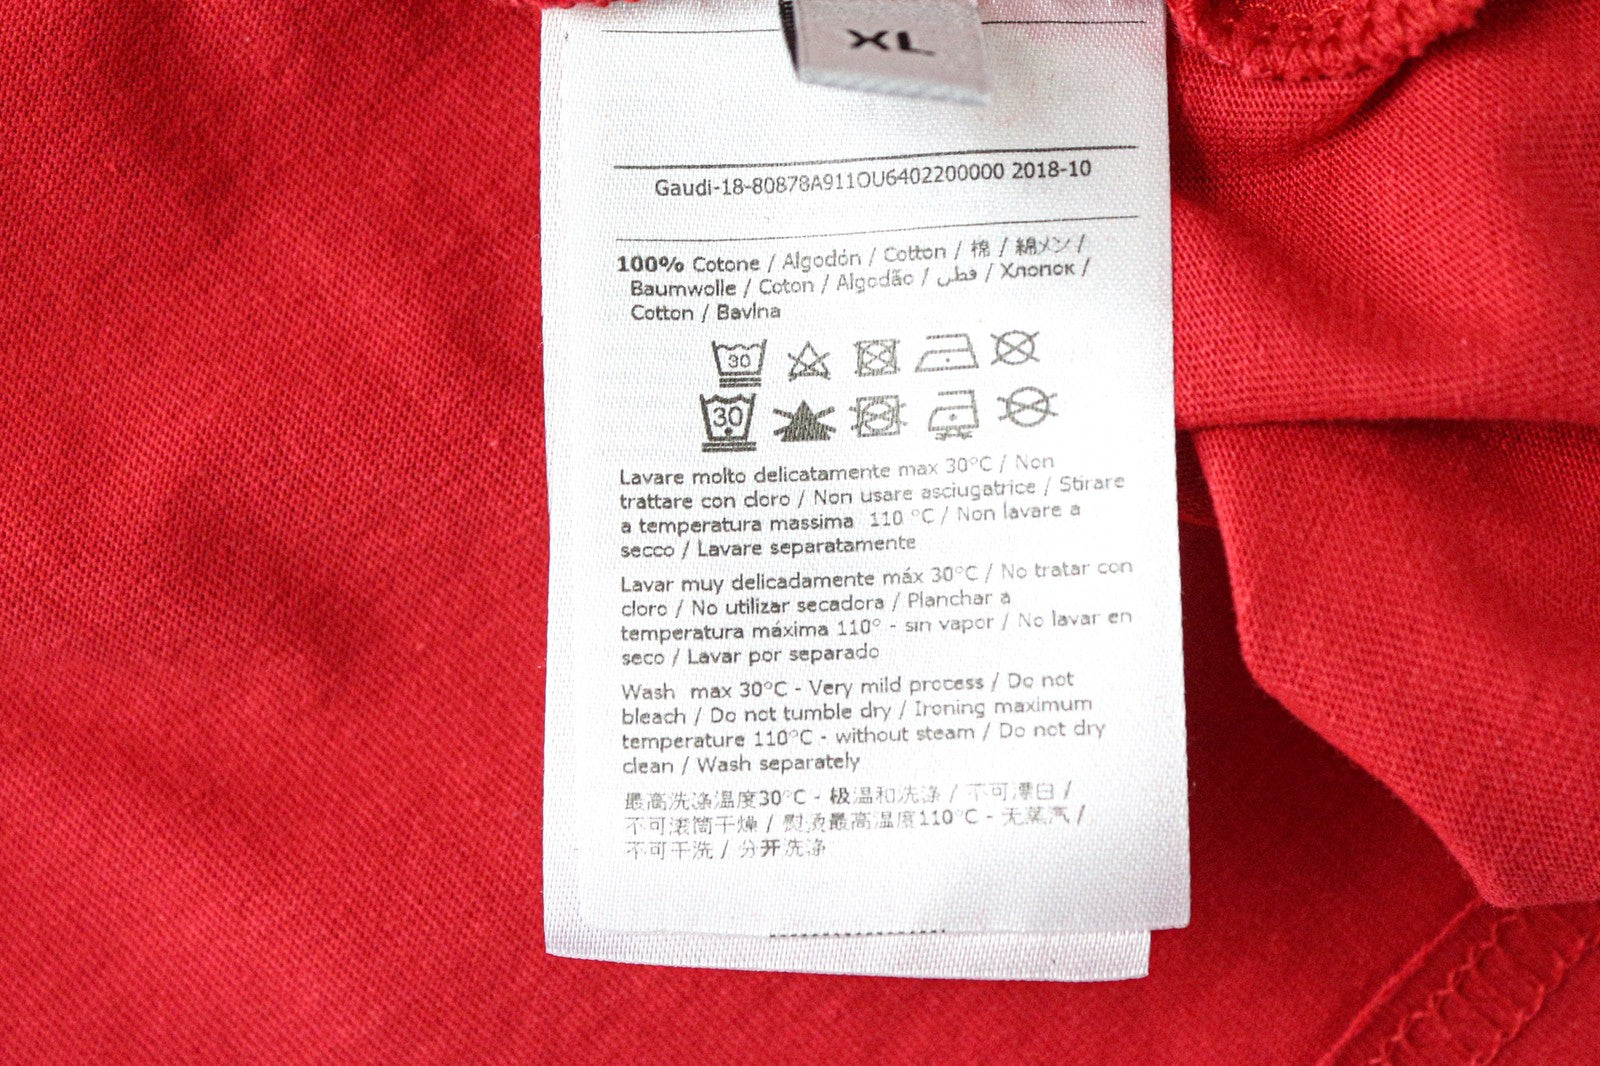 XL
Gaudi-18-80878A911OU6402200000 2018-10
100% Cotone / Algodón / Cotton / 棉 / 綿メン /
Baumwolle / Coton / Algodão / قطن / Хлопок /
Cotton / Bavlna
30
30
Lavare molto delicatamente max 30°C / Non
trattare con cloro / Non usare asciugatrice / Stirare
a temperatura massima 110 °C / Non lavare a
secco / Lavare separatamente
Lavar muy delicadamente máx 30°C / No tratar con
cloro / No utilizar secadora / Planchar a
temperatura máxima 110° - sin vapor / No lavar en
seco / Lavar por separado
Wash max 30°C - Very mild process / Do not
bleach / Do not tumble dry / Ironing maximum
temperature 110°C - without steam / Do not dry
clean / Wash separately
最高洗涤温度30°C - 极温和洗涤 / 不可漂白 /
不可滚筒干燥 / 熨烫最高温度110°C - 无蒸汽 /
不可干洗 / 分开洗涤